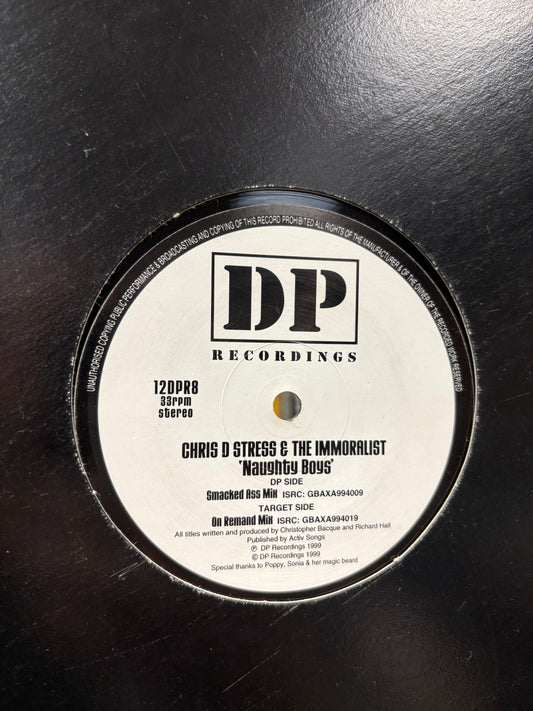 UNAUTHORISED COPYING PUBLIC PERFORMANCE & BROADCASTING AND COPYING OF THIS RECORD PROHIBITED ALL RIGHTS OF THE MANUFACTURER & OF THE OWNER OF THE RECORDED WORK RESERVED
DP
RECORDINGS
12DPR8
33rpm
stereo
CHRIS D STRESS & THE IMMORALIST
'Naughty Boys'
DP SIDE
Smacked Ass Mix ISRC: GBAXA994009
TARGET SIDE
On Remand Mix ISRC: GBAXA994019
All titles written and produced by Christopher Bacque and Richard Hall
Published by Activ Songs
℗ DP Recordings 1999
© DP Recordings 1999
Special thanks to Poppy, Sonia & her magic beard